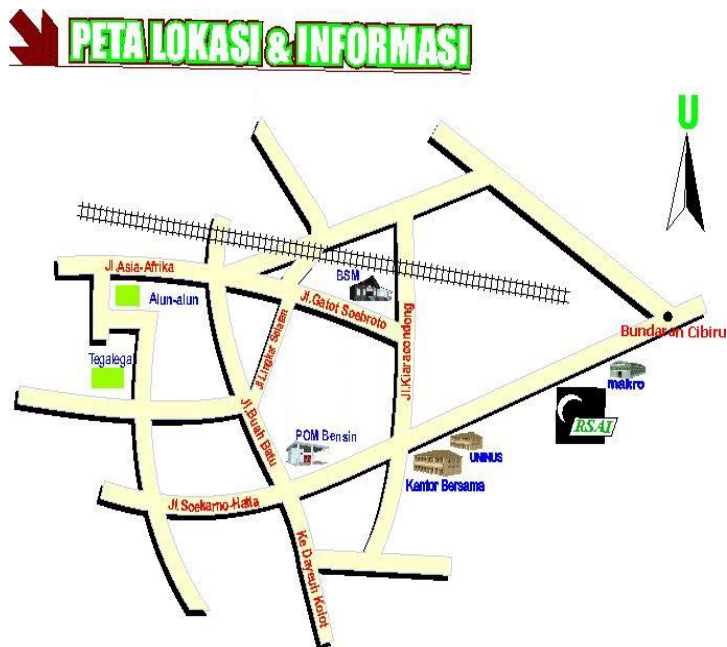 PETA LOKASI & INFORMASI
U
Jl.Asia-Afrika
BSM
Alun-alun
Jl.Gatot Soebroto
Jl.Kiaracondong
Jl.Lingkar Selatan
Bundaran Cibiru
Tegalega
makro
Jl.Buah Batu
RSAI
POM Bensin
UNINUS
Kantor Bersama
Jl.Soekarno-Hatta
Ke Dayeuh Kolot